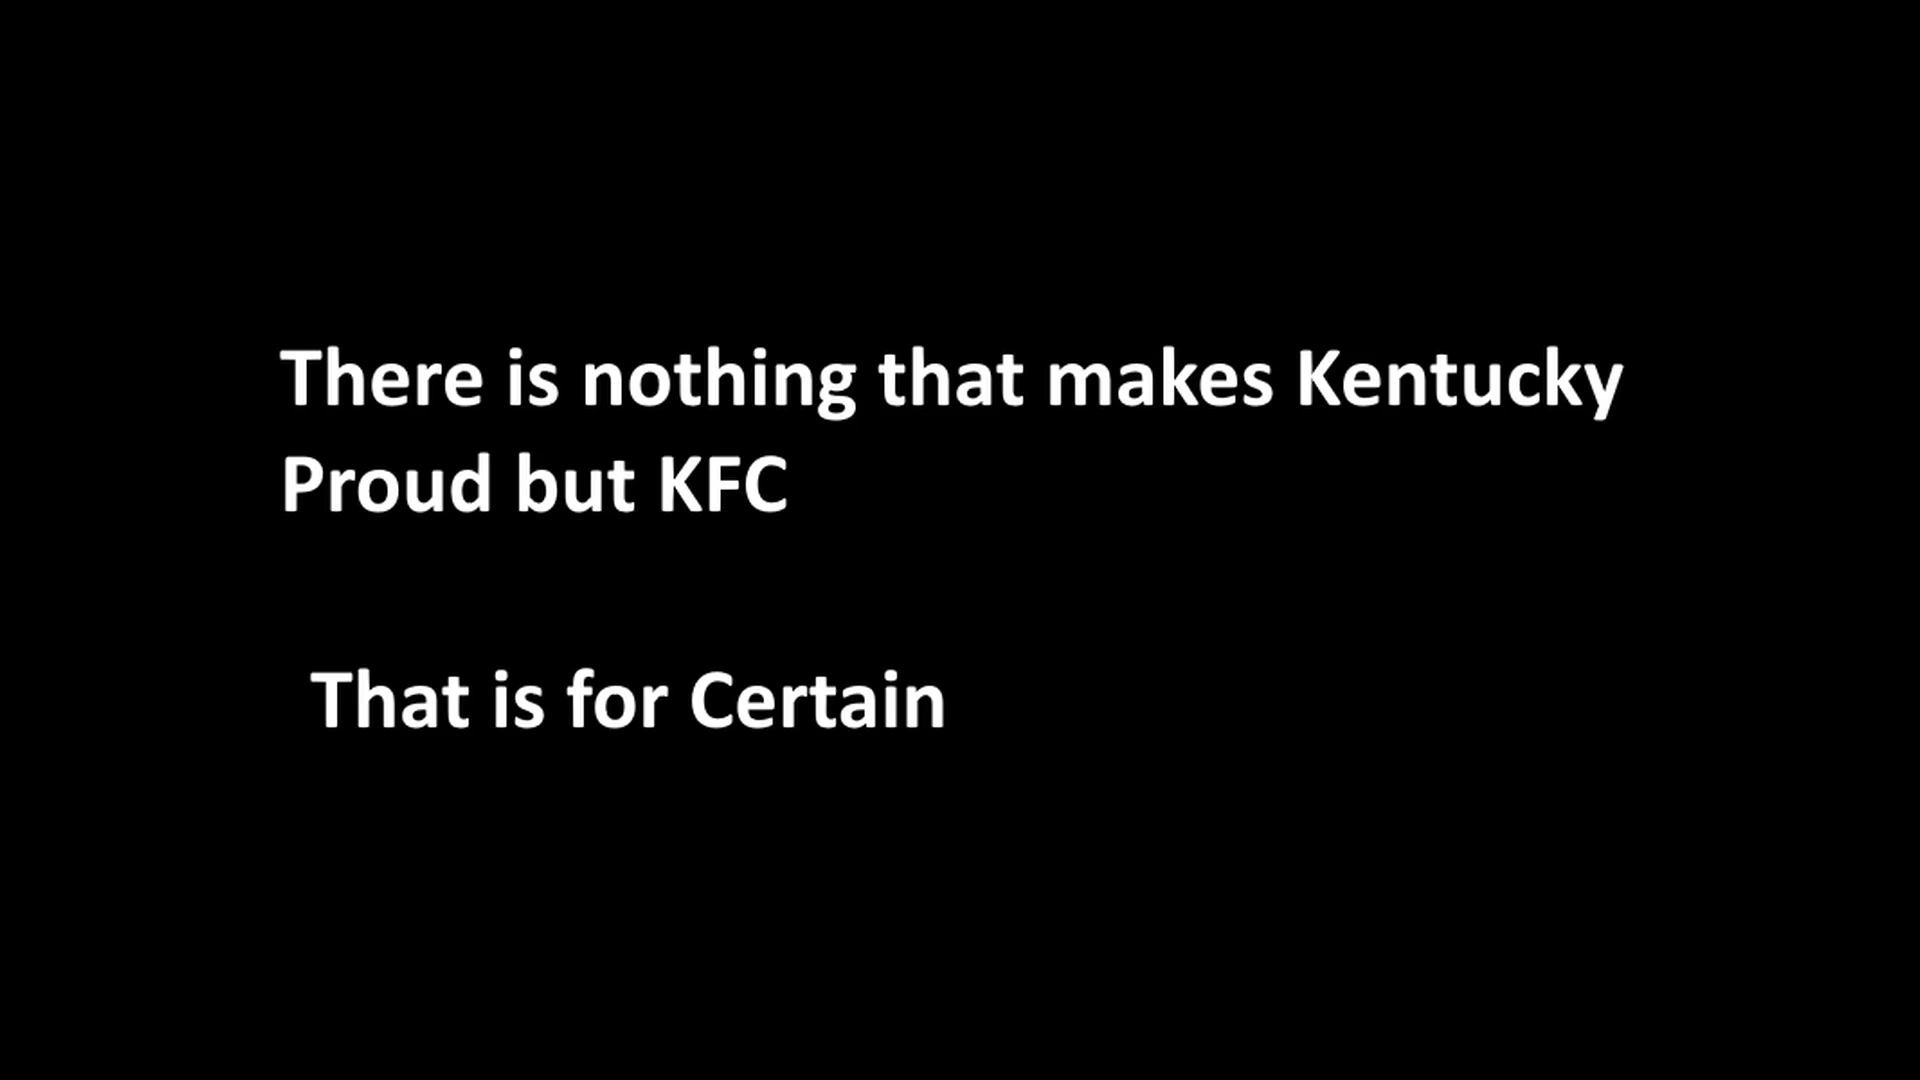 There is nothing that makes Kentucky
Proud but KFC
That is for Certain